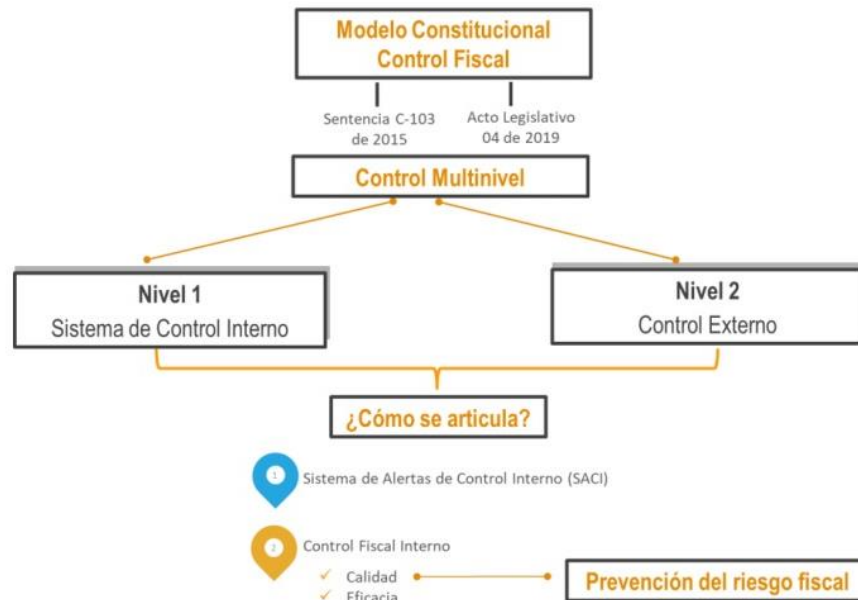 Modelo Constitucional
Control Fiscal
Sentencia C-103
de 2015
Acto Legislativo
04 de 2019
Control Multinivel
Nivel 1
Sistema de Control Interno
Nivel 2
Control Externo
¿Cómo se articula?
1
Sistema de Alertas de Control Interno (SACI)
2
Control Fiscal Interno
✓ Calidad
Prevención del riesgo fiscal
✓ Eficacia